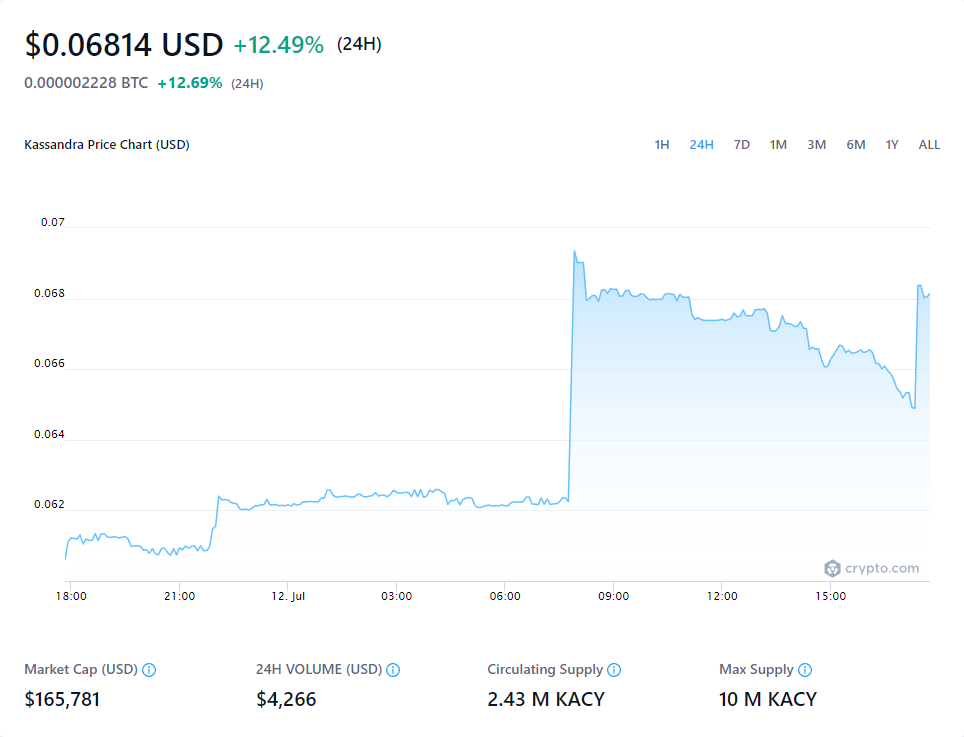 $0.06814 USD +12.49% (24H)
0.000002228 BTC +12.69% (24H)
Kassandra Price Chart (USD) 1H 24H 7D 1M 3M 6M 1Y ALL
0.07
0.068
0.066
0.064
0.062
crypto.com
18:00 21:00 12. Jul 03:00 06:00 09:00 12:00 15:00
Market Cap (USD) 24H VOLUME (USD) Circulating Supply Max Supply
$165,781 $4,266 2.43 M KACY 10 M KACY